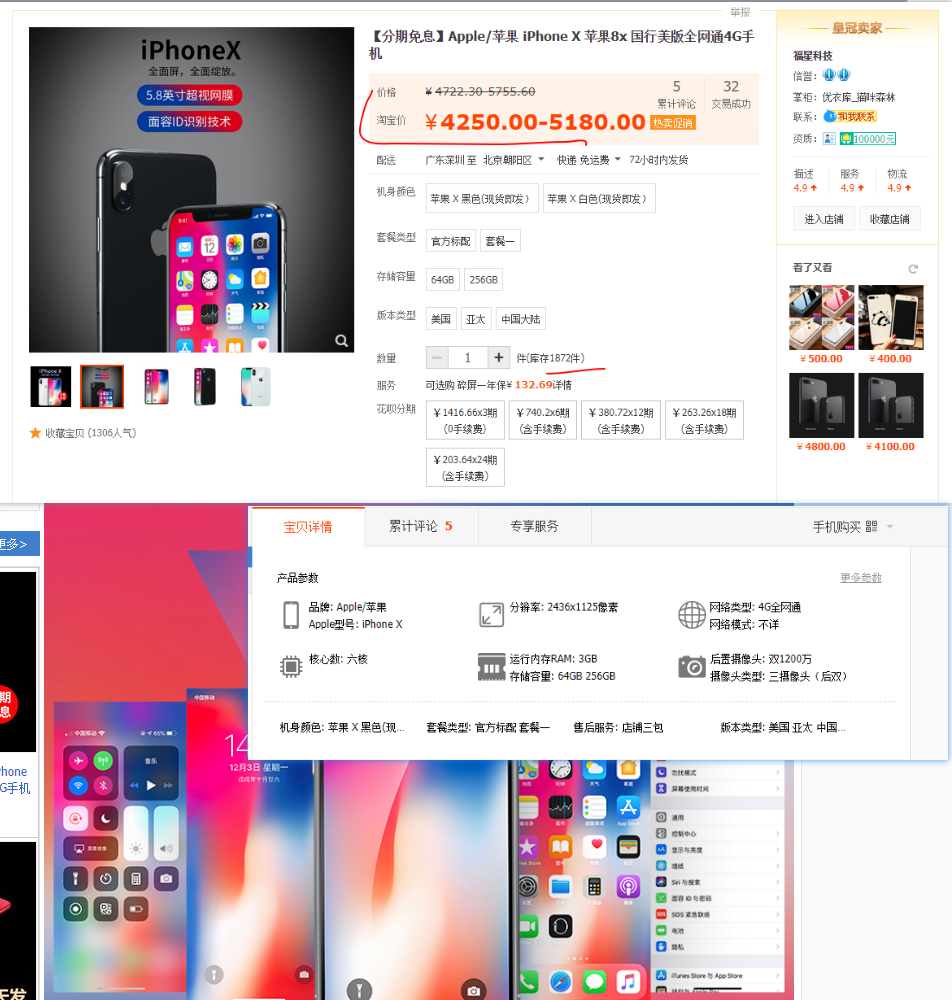 举报
iPhoneX
全面屏，全面绽放。
5.8英寸超视网膜
面容ID识别技术
收藏宝贝 (1306人气)
【分期免息】Apple/苹果 iPhone X 苹果8x 国行美版全网通4G手
机
价格 ¥ 4722.30-5755.60
淘宝价 ¥4250.00-5180.00 热卖促销
5
累计评论
32
交易成功
配送 广东深圳 至 北京朝阳区 快递 免运费 72小时内发货
机身颜色 苹果 X 黑色(现货即发） 苹果 X 白色(现货即发）
套餐类型 官方标配 套餐一
存储容量 64GB 256GB
版本类型 美国 亚太 中国大陆
数量 1 件(库存1872件)
服务 可选购 碎屏一年保¥ 132.69详情
花呗分期 ¥1416.66x3期 ¥740.2x6期 ¥380.72x12期 ¥263.26x18期
(0手续费) (含手续费) (含手续费) (含手续费)
¥203.64x24期
(含手续费)
皇冠卖家
福星科技
信誉:
掌柜: 优衣库_猫咪森林
联系: 和我联系
资质: 100000元
描述 服务 物流
4.9 4.9 4.9
进入店铺 收藏店铺
看了又看
¥500.00 ¥400.00
¥4800.00 ¥4100.00
更多>
期
息
hone
G手机
天发
宝贝详情 累计评论 5 专享服务 手机购买
产品参数 更多参数
品牌: Apple/苹果
Apple型号: iPhone X
分辨率: 2436x1125像素
网络类型: 4G全网通
网络模式: 不详
核心数: 六核
运行内存RAM: 3GB
存储容量: 64GB 256GB
后置摄像头: 双1200万
摄像头类型: 三摄像头（后双）
机身颜色: 苹果 X 黑色(现... 套餐类型: 官方标配 套餐一 售后服务: 店铺三包 版本类型: 美国 亚太 中国...
中国移动 65%
音乐
屏幕镜像
中国移动
14
12月3日 星期一
戊戌年十月廿六
勿扰模式
屏幕使用时间
通用
控制中心
显示与亮度
墙纸
Siri 与搜索
面容 ID 与密码
SOS 紧急联络
电池
隐私
iTunes Store 与 App Store